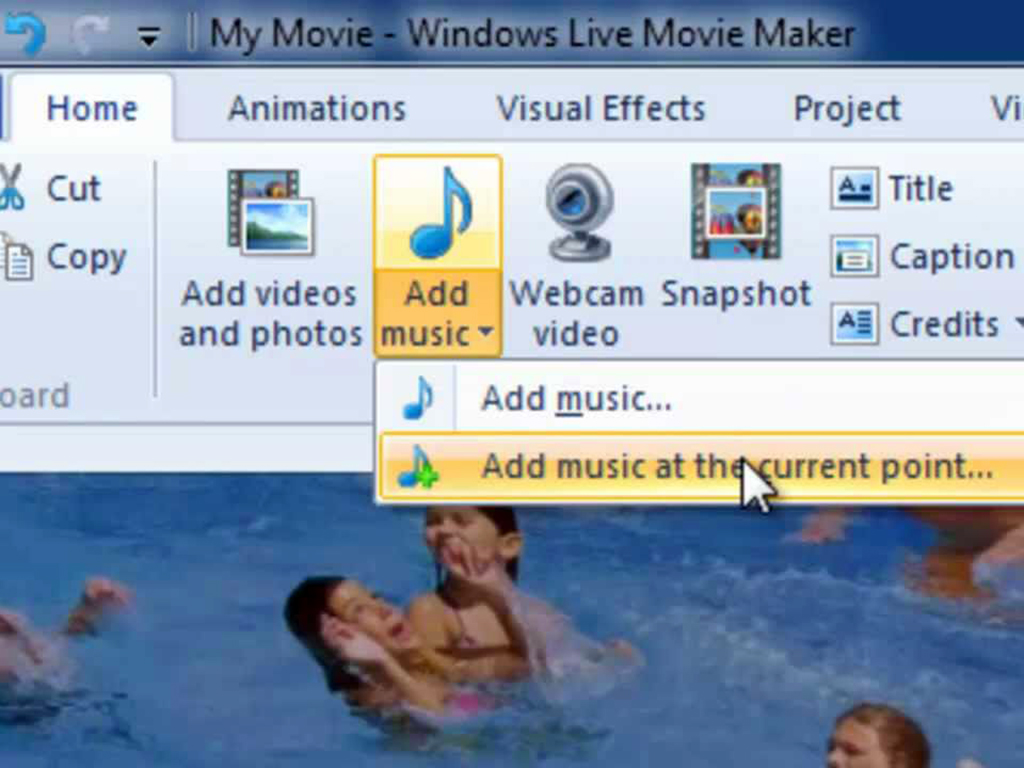 My Movie - Windows Live Movie Maker
Home Animations Visual Effects Project Vi
Cut
Copy
oard
Add videos
and photos
Add
music
Webcam
video
Snapshot
Title
Caption
Credits
Add music...
Add music at the current point...